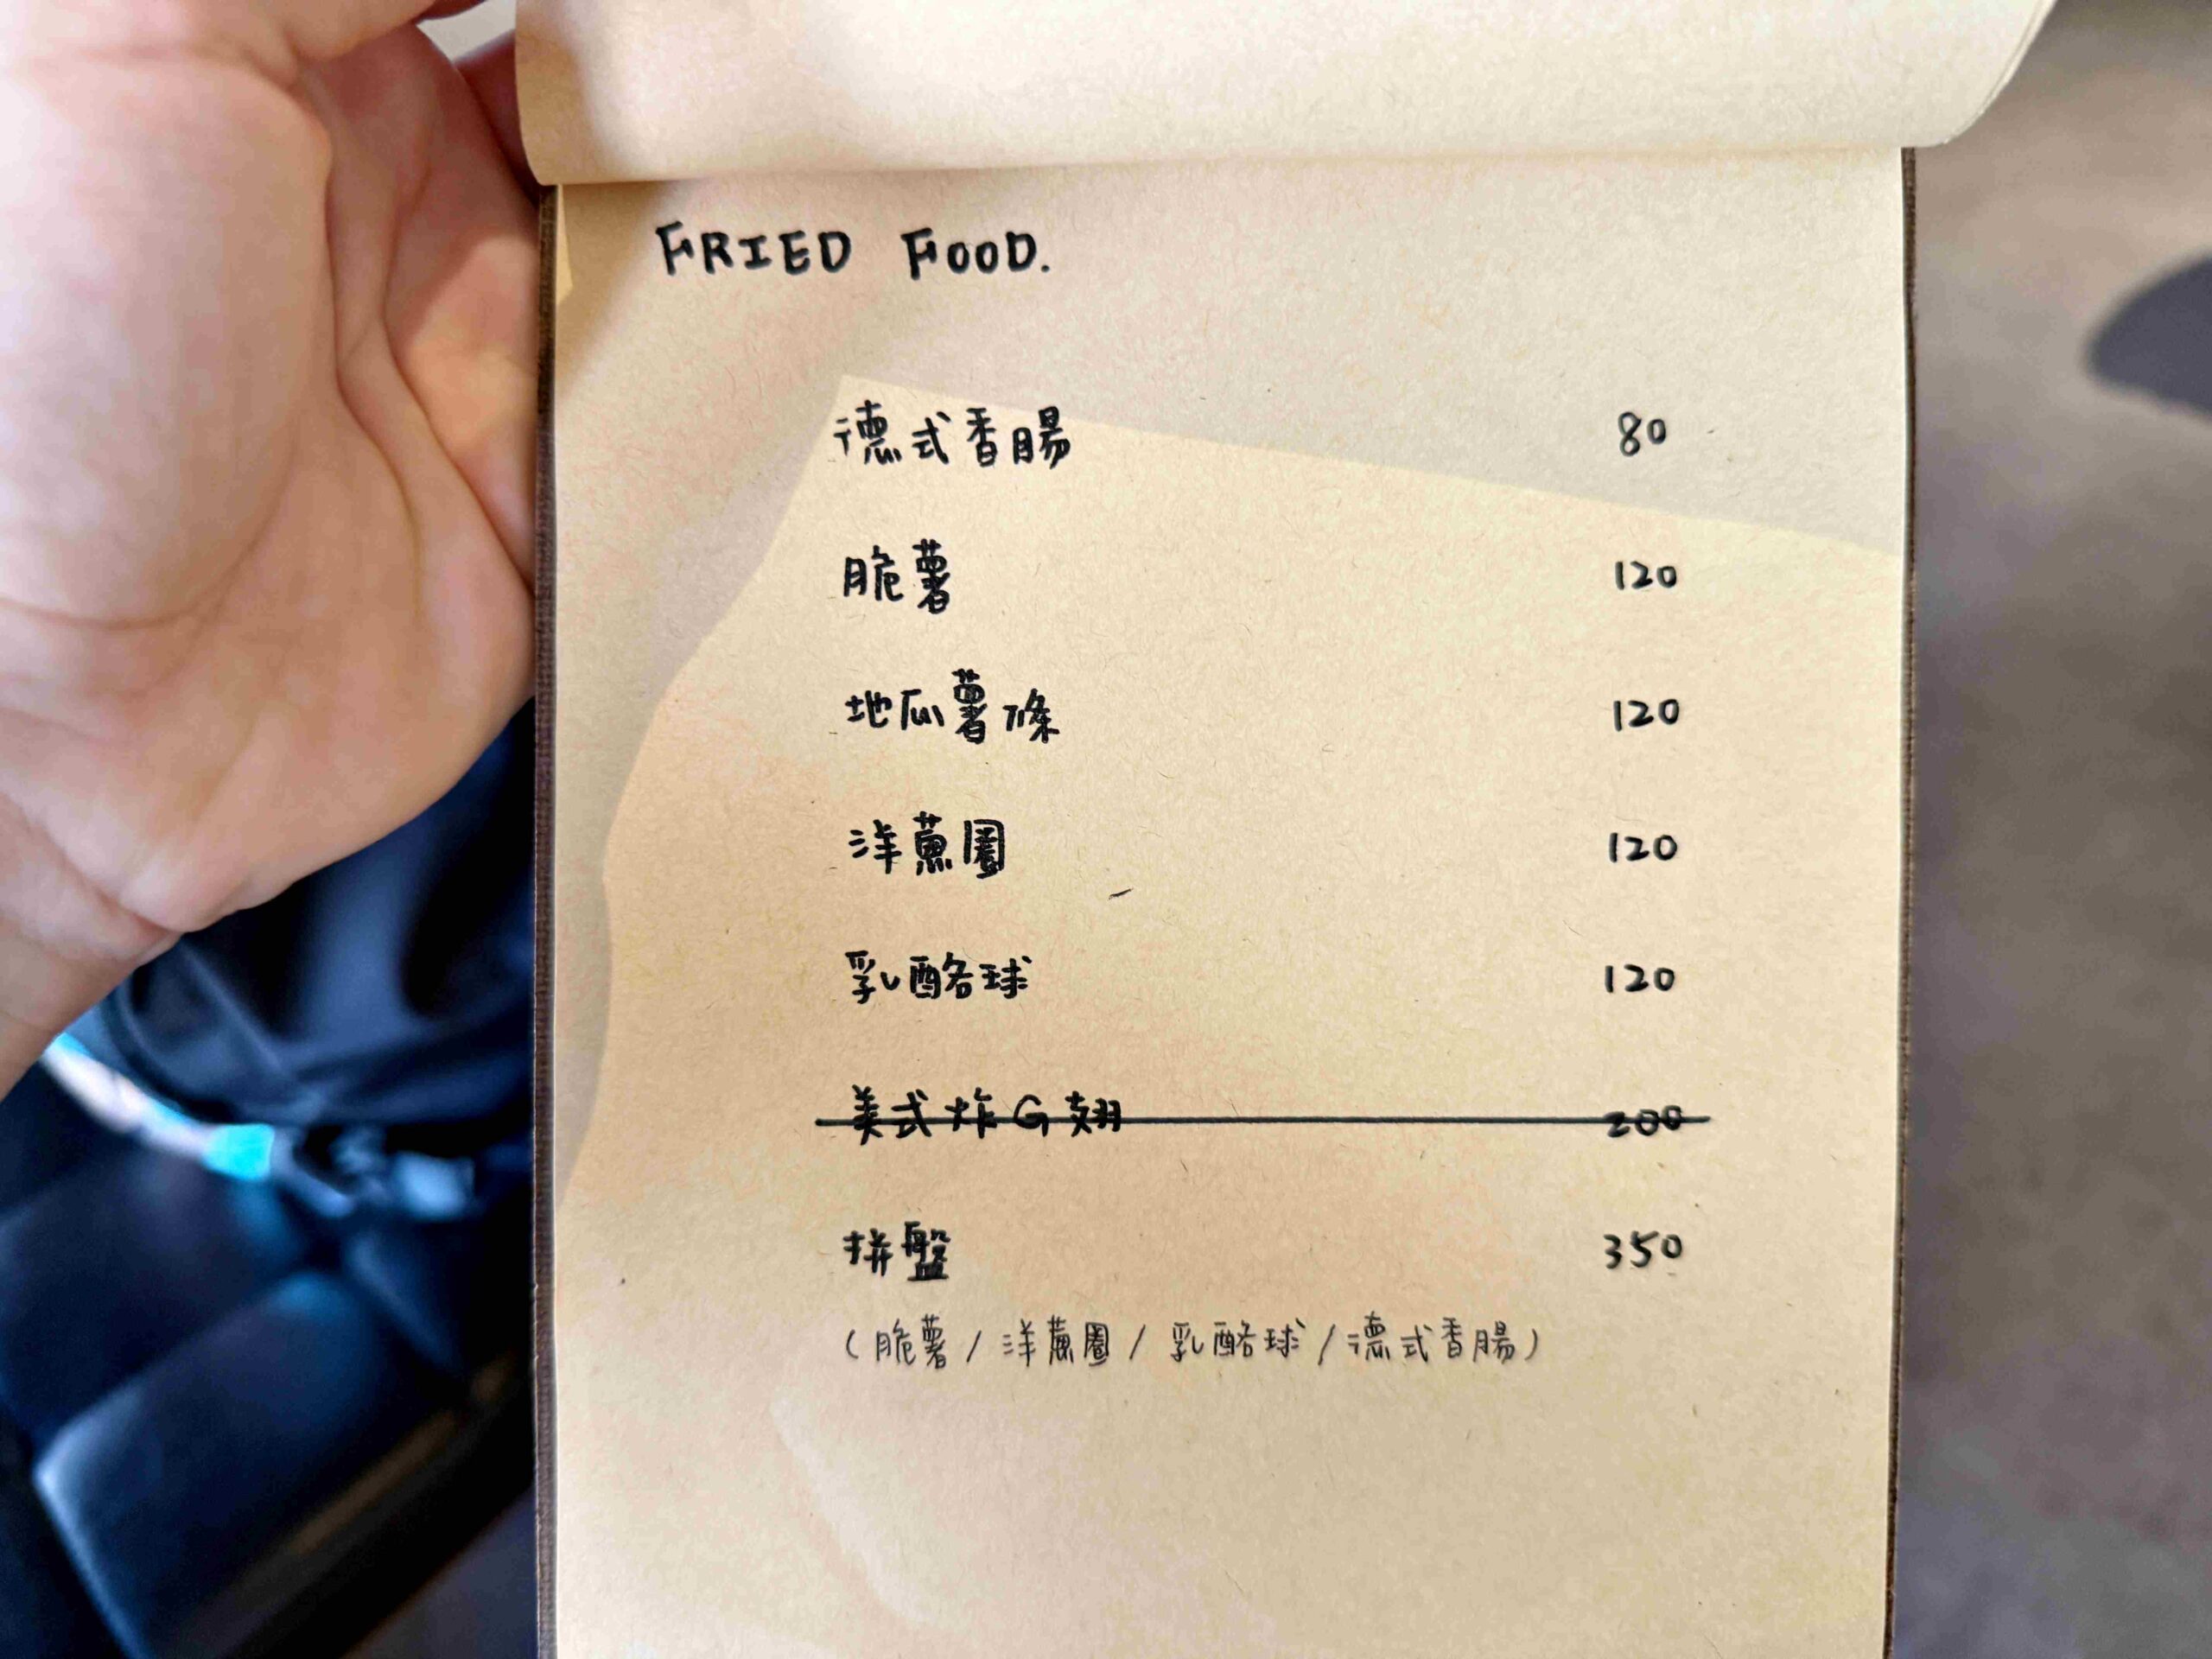 FRIED FOOD.
德式香腸 80
脆薯 120
地瓜薯條 120
洋蔥圈 120
乳酪球 120
美式炸G翅 200
拼盤 350
(脆薯/洋蔥圈/乳酪球/德式香腸)